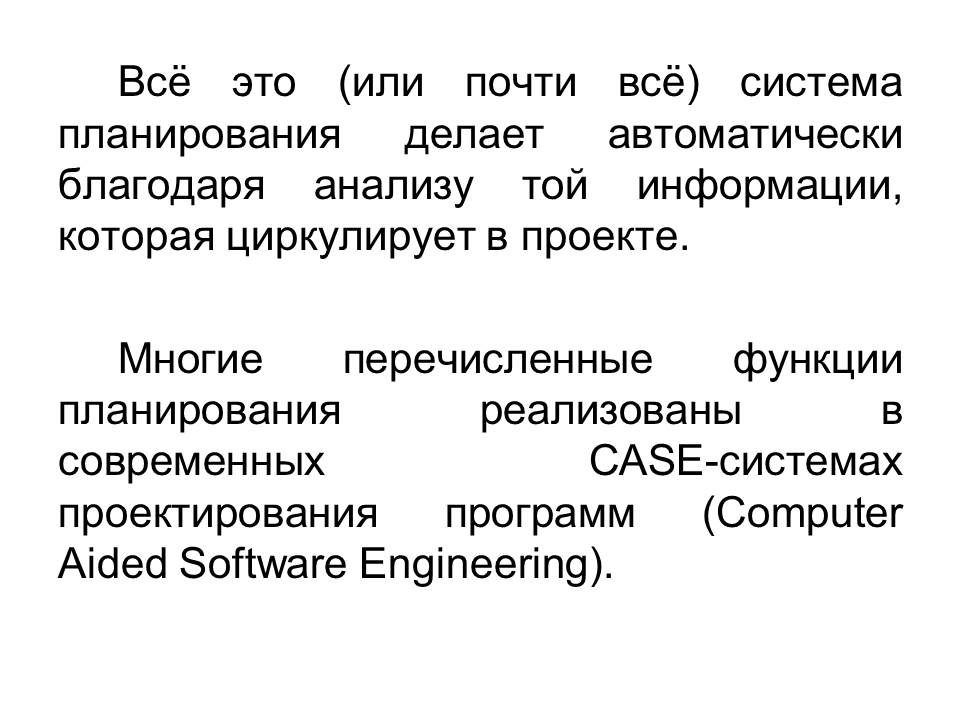 Всё это (или почти всё) система
планирования делает автоматически
благодаря анализу той информации,
которая циркулирует в проекте.
Многие перечисленные функции
планирования реализованы в
современных CASE-системах
проектирования программ (Computer
Aided Software Engineering).